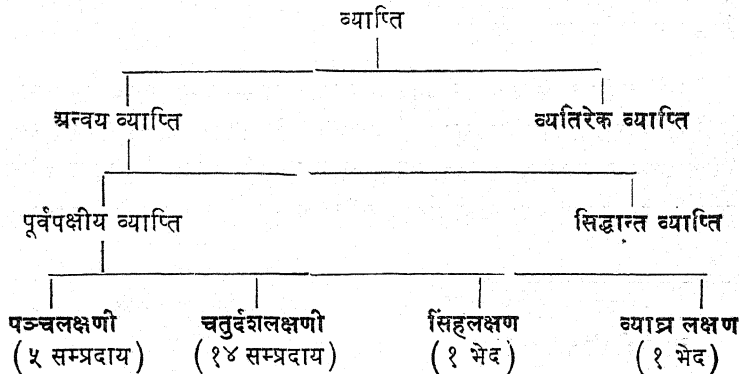 व्याप्ति
अन्वय व्याप्ति व्यतिरेक व्याप्ति
पूर्वपक्षीय व्याप्ति सिद्धान्त व्याप्ति
पञ्चलक्षणी चतुर्दशलक्षणी सिंहलक्षण व्याघ्र लक्षण
(५ सम्प्रदाय) (१४ सम्प्रदाय) (१ भेद) (१ भेद)